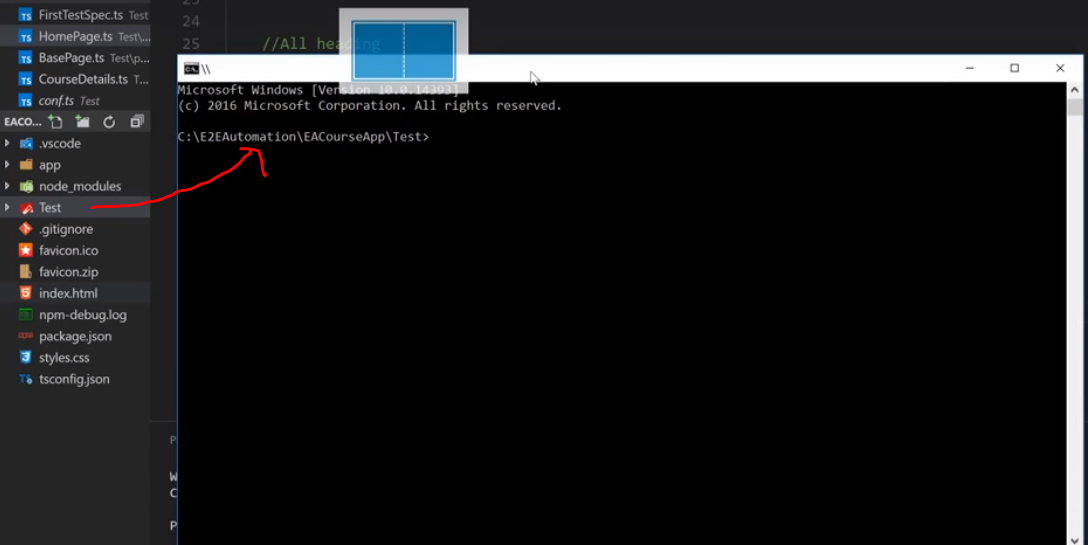 FirstTestSpec.ts Test
HomePage.ts Test\...
BasePage.ts Test\p...
CourseDetails.ts T...
conf.ts Test
EACO...
.vscode
app
node_modules
Test
.gitignore
favicon.ico
favicon.zip
index.html
npm-debug.log
package.json
styles.css
tsconfig.json
24
25 //All heading
\\
Microsoft Windows [Version 10.0.14393]
(c) 2016 Microsoft Corporation. All rights reserved.
C:\E2EAutomation\EACourseApp\Test>
P
W
C
P